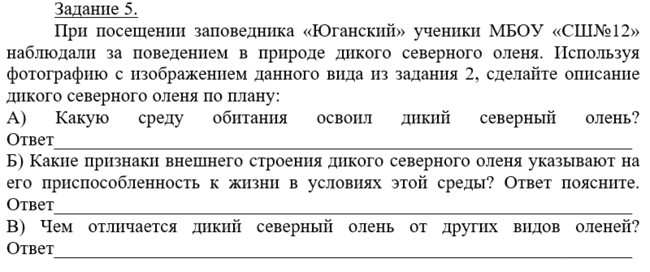 Задание 5.
При посещении заповедника «Юганский» ученики МБОУ «СШ№12»
наблюдали за поведением в природе дикого северного оленя. Используя
фотографию с изображением данного вида из задания 2, сделайте описание
дикого северного оленя по плану:
А) Какую среду обитания освоил дикий северный олень?
Ответ
Б) Какие признаки внешнего строения дикого северного оленя указывают на
его приспособленность к жизни в условиях этой среды? Ответ поясните.
Ответ
В) Чем отличается дикий северный олень от других видов оленей?
Ответ